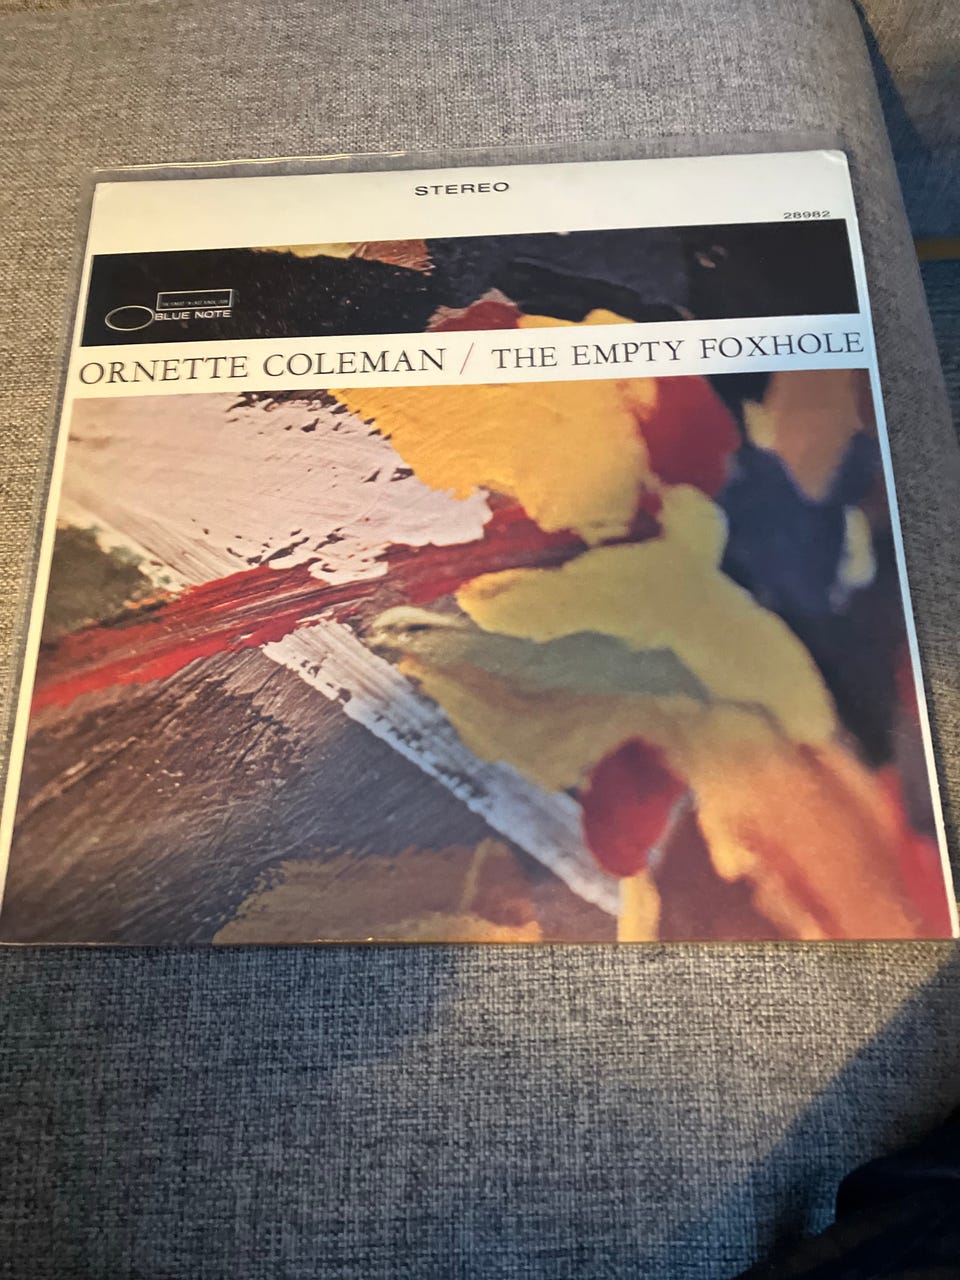 STEREO
28982
BLUE NOTE
ORNETTE COLEMAN / THE EMPTY FOXHOLE